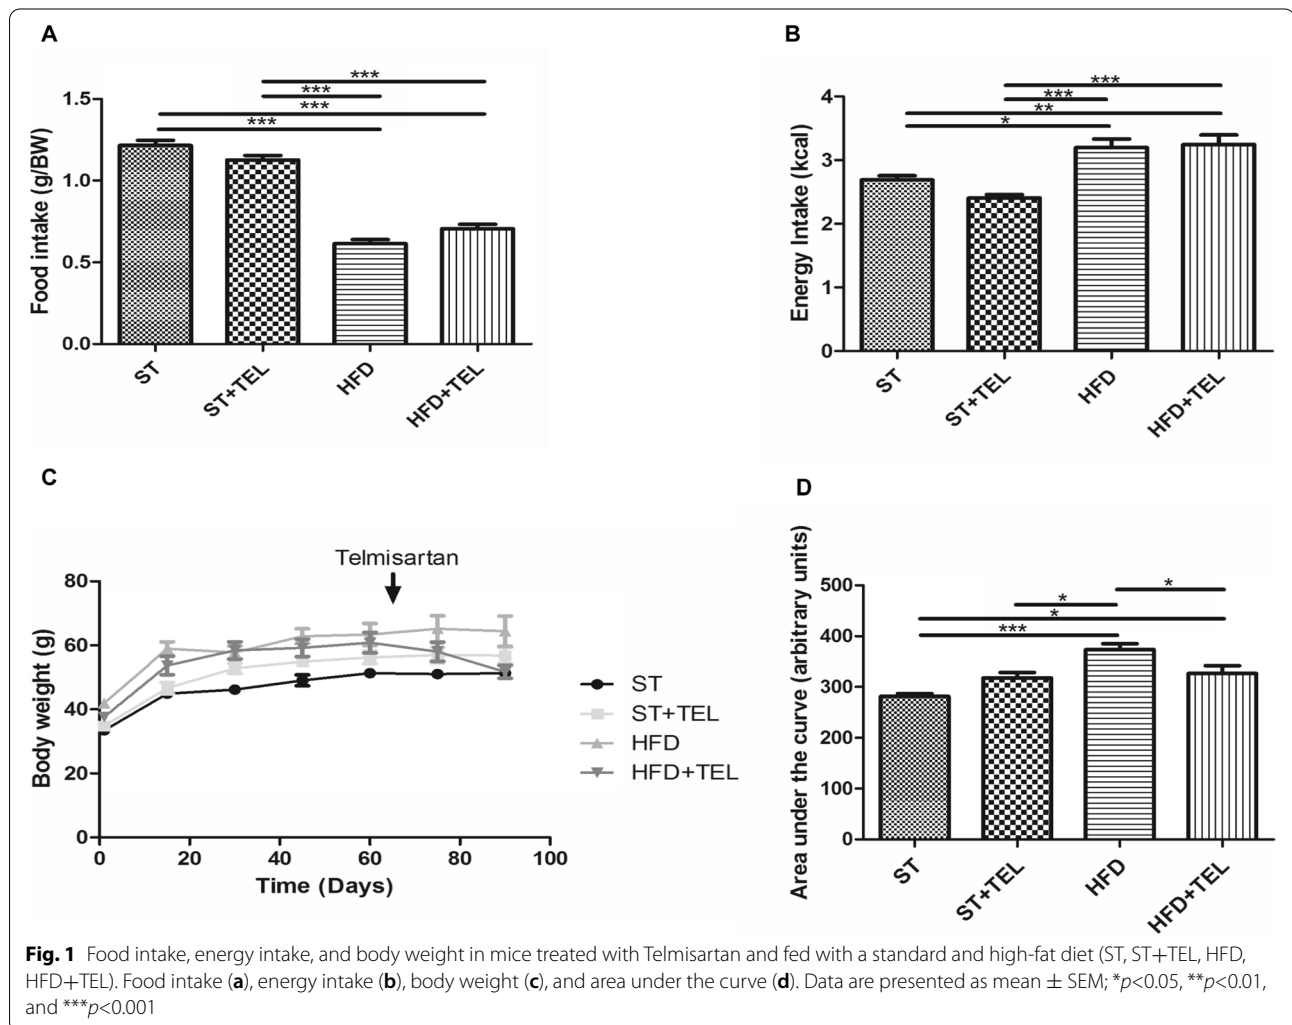 A
***
***
***
***
Food intake (g/BW)
1.5
1.0
0.5
0.0
ST
ST+TEL
HFD
HFD+TEL
B
***
***
**
*
Energy Intake (kcal)
4
3
2
1
0
ST
ST+TEL
HFD
HFD+TEL
C
Telmisartan
Body weight (g)
80
60
40
20
0
0 20 40 60 80 100
Time (Days)
ST
ST+TEL
HFD
HFD+TEL
D
*
*
*
***
Area under the curve (arbitrary units)
500
400
300
200
100
0
ST
ST+TEL
HFD
HFD+TEL
Fig. 1 Food intake, energy intake, and body weight in mice treated with Telmisartan and fed with a standard and high-fat diet (ST, ST+TEL, HFD,
HFD+TEL). Food intake (a), energy intake (b), body weight (c), and area under the curve (d). Data are presented as mean ± SEM; *p<0.05, **p<0.01,
and ***p<0.001